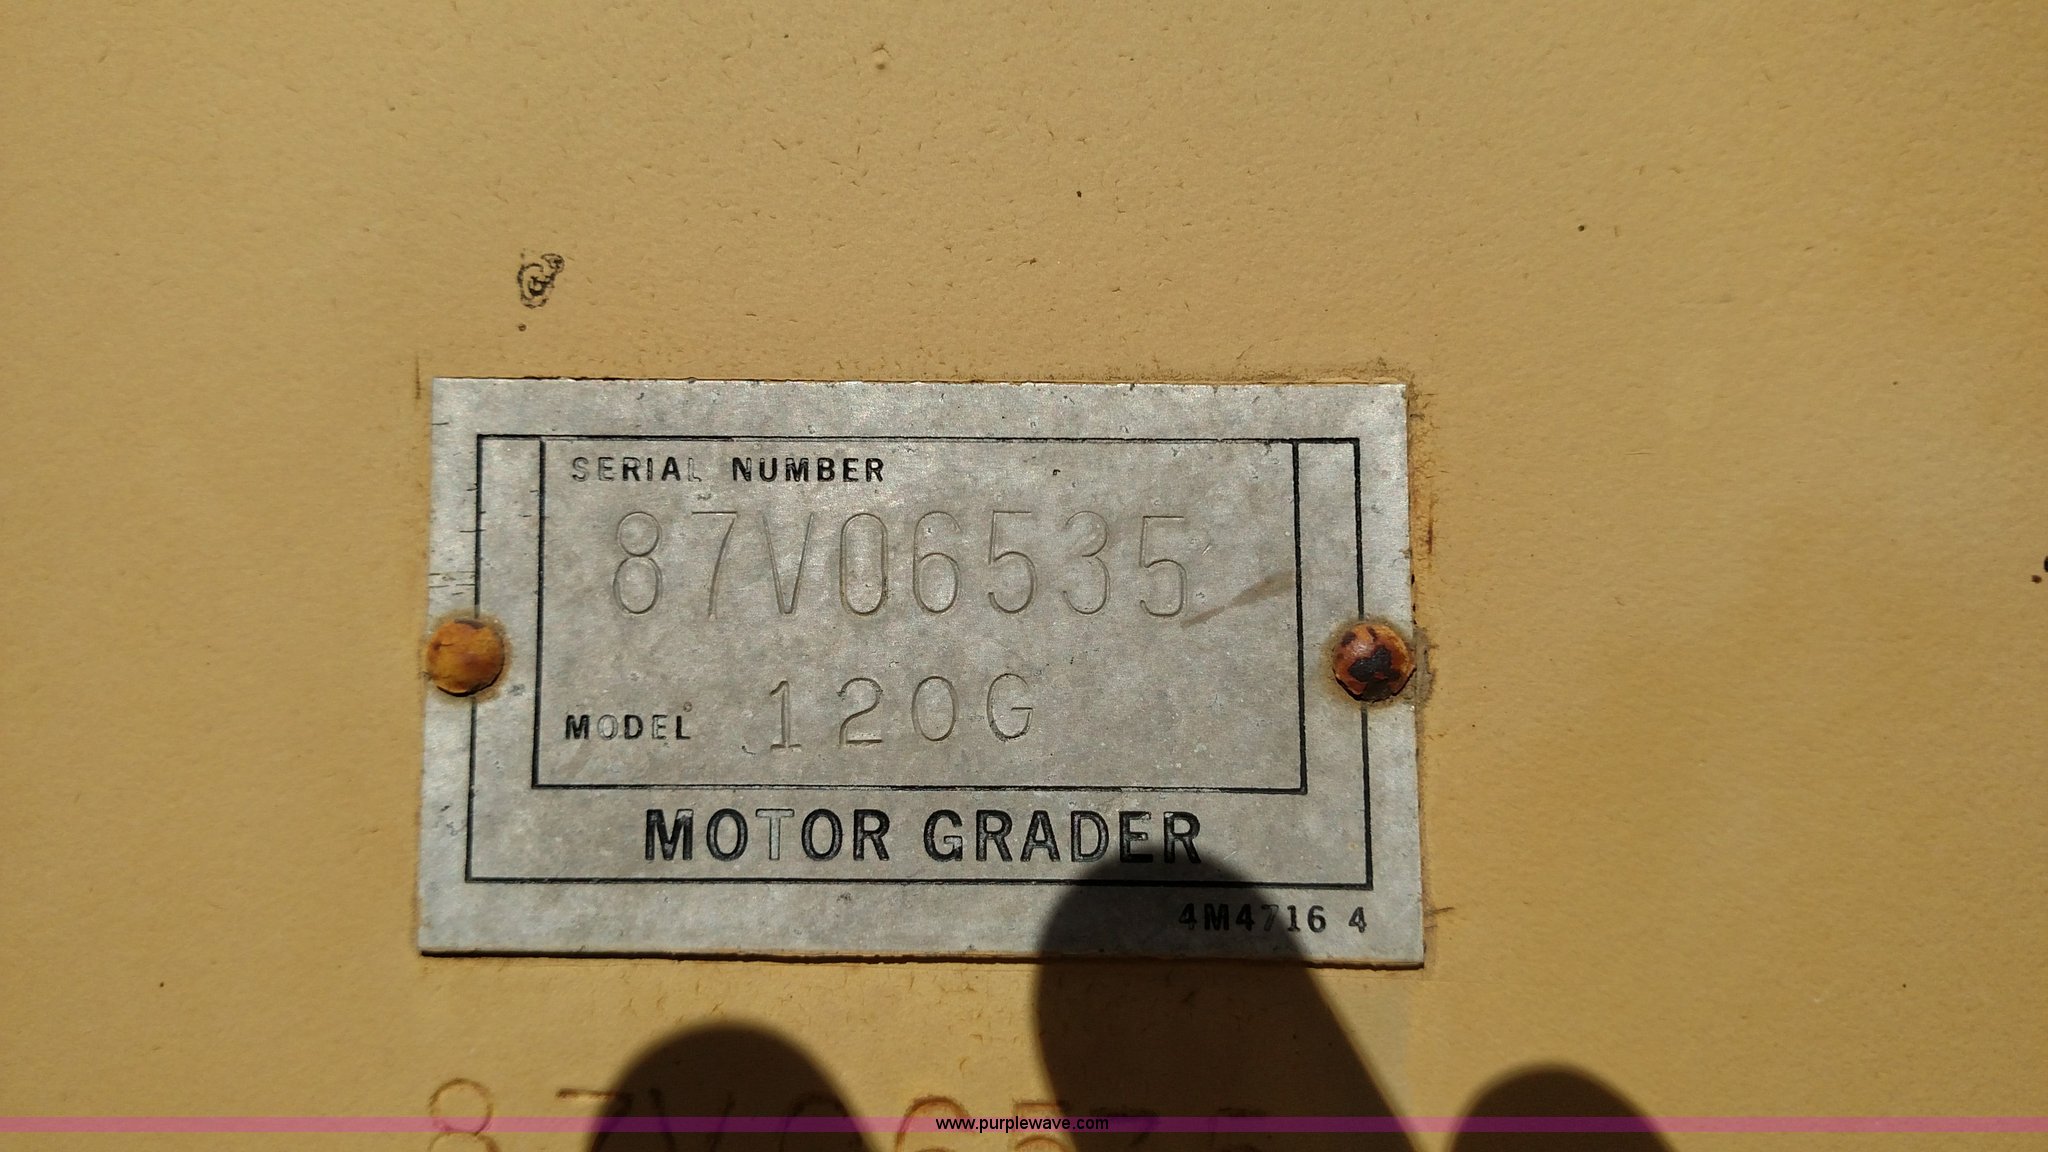 SERIAL NUMBER
87V06535
MODEL 120G
MOTOR GRADER
4M4716 4
www.purplewave.com